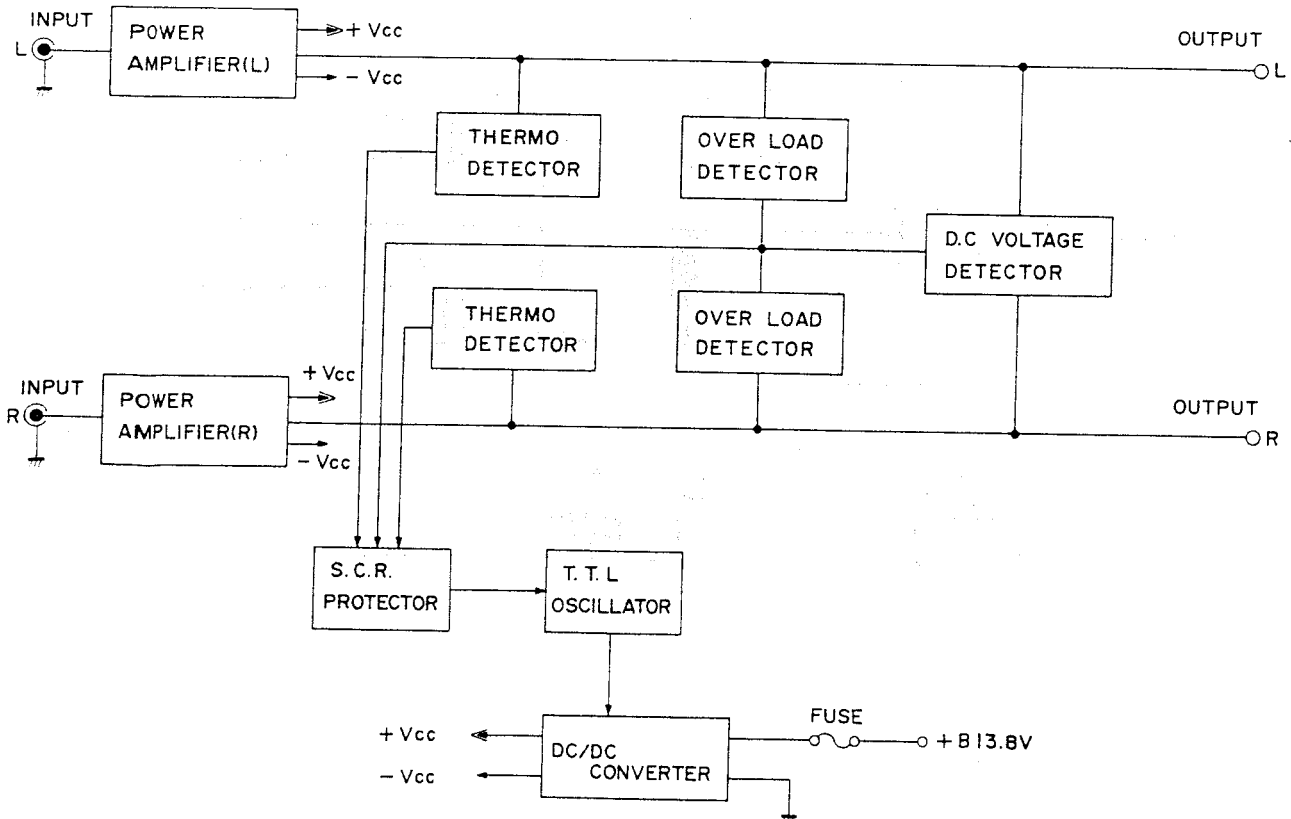 INPUT
L
POWER
AMPLIFIER(L)
+ Vcc
− Vcc
OUTPUT
L
THERMO
DETECTOR
OVER LOAD
DETECTOR
D.C VOLTAGE
DETECTOR
THERMO
DETECTOR
OVER LOAD
DETECTOR
INPUT
R
POWER
AMPLIFIER(R)
+ Vcc
− Vcc
OUTPUT
R
S.C.R.
PROTECTOR
T.T.L
OSCILLATOR
+ Vcc
− Vcc
DC/DC
CONVERTER
FUSE
+ B 13.8V